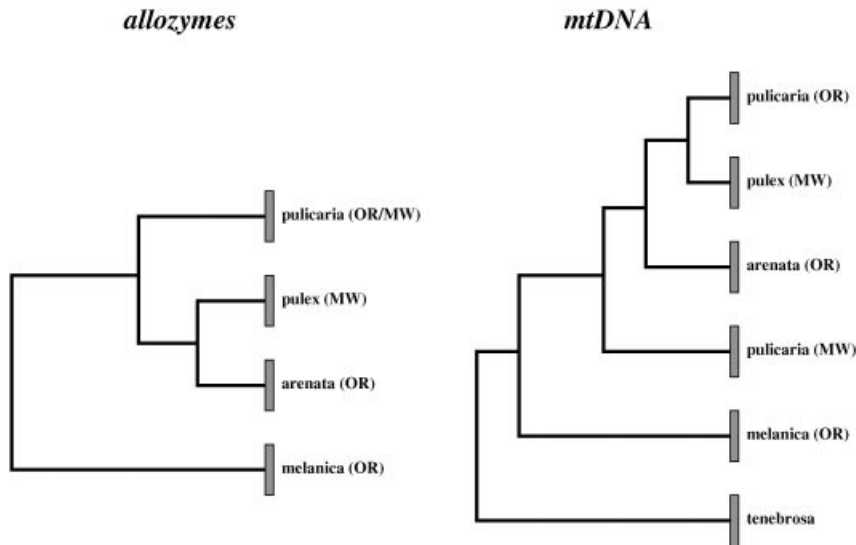 allozymes
pulicaria (OR/MW)
pulex (MW)
arenata (OR)
melanica (OR)
mtDNA
pulicaria (OR)
pulex (MW)
arenata (OR)
pulicaria (MW)
melanica (OR)
tenebrosa